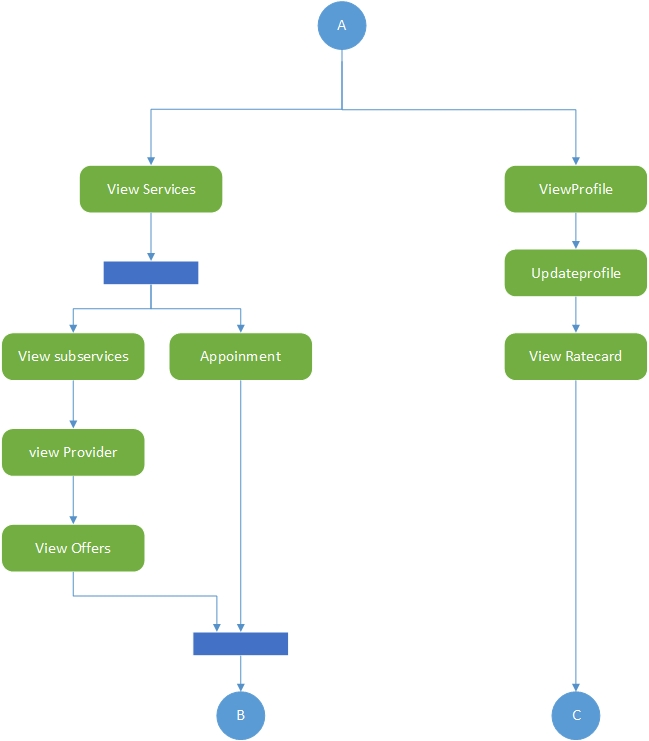 A
View Services
ViewProfile
Updateprofile
View subservices
Appoinment
View Ratecard
view Provider
View Offers
B
C